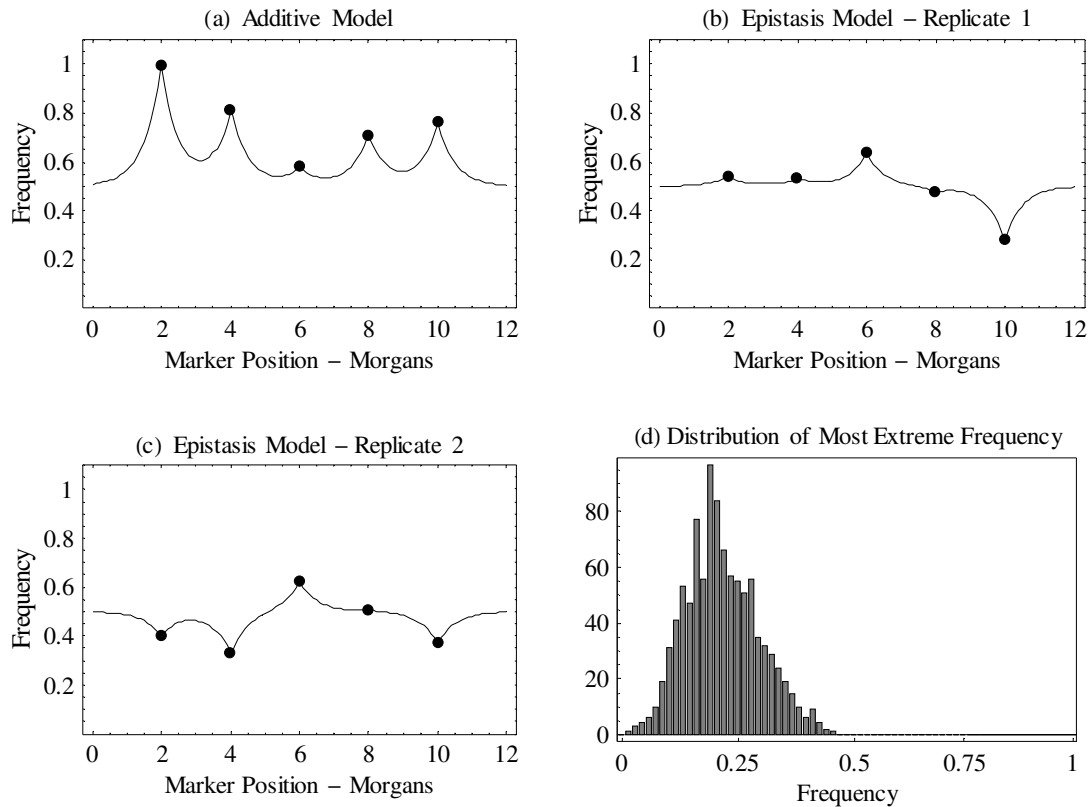 (a) Additive Model
Frequency
1
0.8
0.6
0.4
0.2
0 2 4 6 8 10 12
Marker Position – Morgans
(b) Epistasis Model – Replicate 1
Frequency
1
0.8
0.6
0.4
0.2
0 2 4 6 8 10 12
Marker Position – Morgans
(c) Epistasis Model – Replicate 2
Frequency
1
0.8
0.6
0.4
0.2
0 2 4 6 8 10 12
Marker Position – Morgans
(d) Distribution of Most Extreme Frequency
80
60
40
20
0
0 0.25 0.5 0.75 1
Frequency